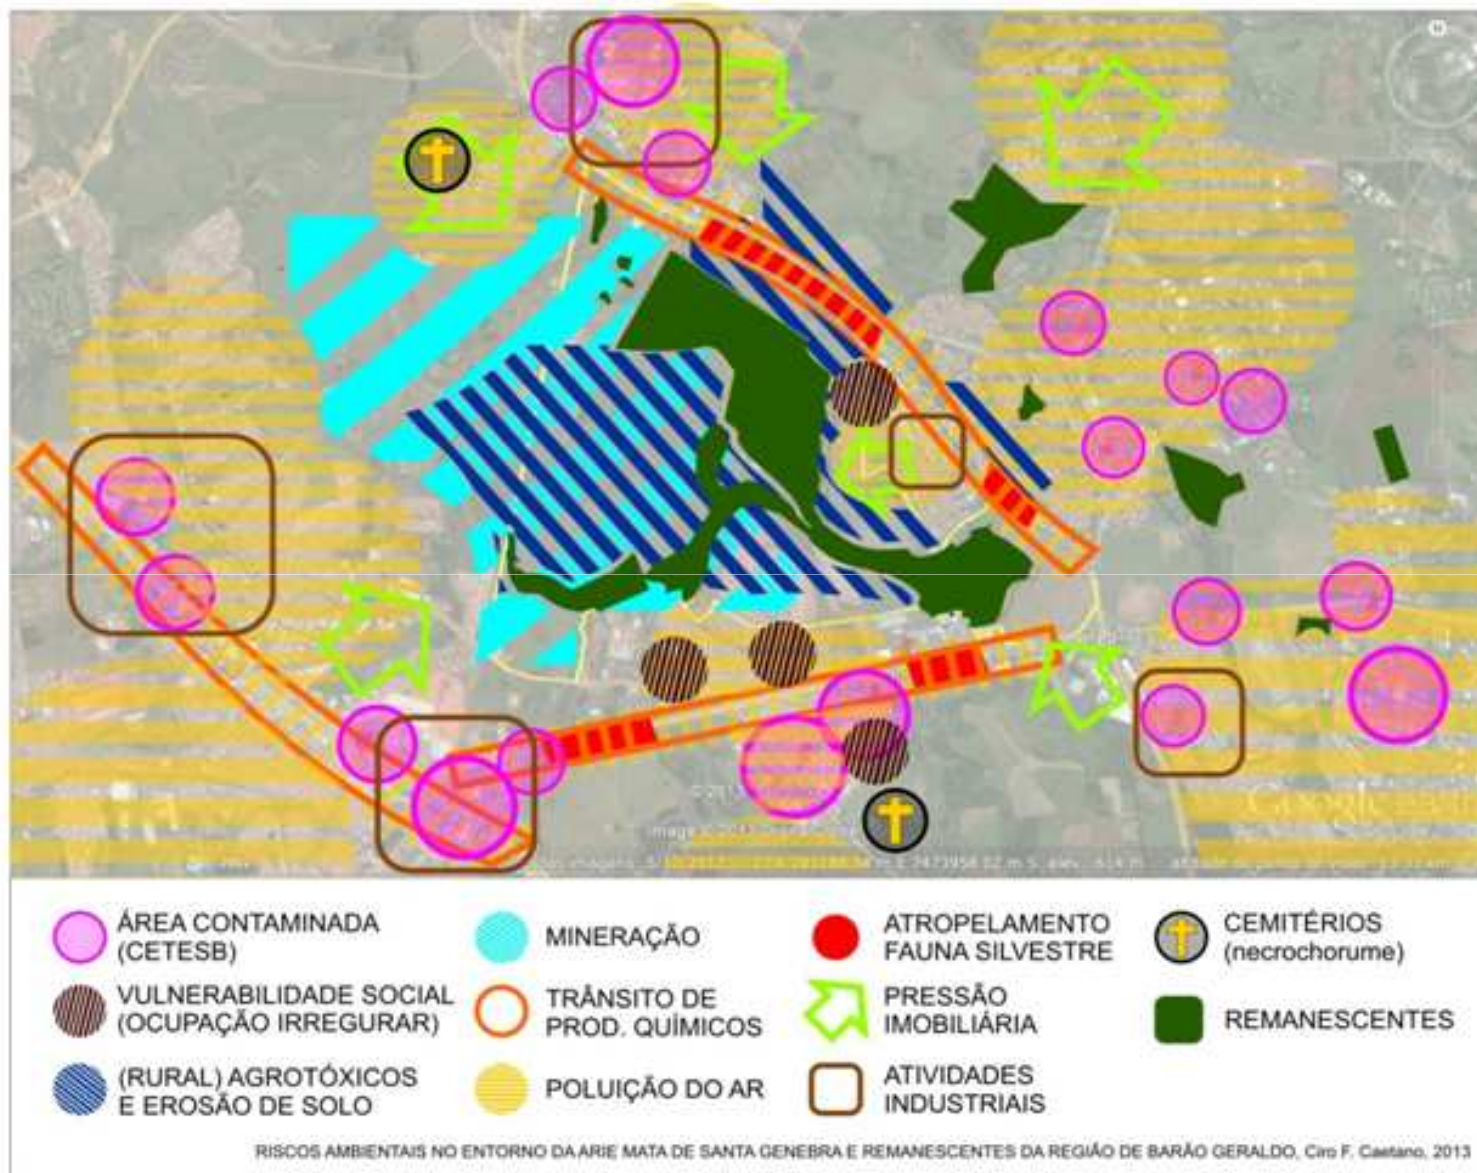 Google
ÁREA CONTAMINADA
(CETESB)
MINERAÇÃO
ATROPELAMENTO
FAUNA SILVESTRE
CEMITÉRIOS
(necrochorume)
VULNERABILIDADE SOCIAL
(OCUPAÇÃO IRREGURAR)
TRÂNSITO DE
PROD. QUÍMICOS
PRESSÃO
IMOBILIÁRIA
REMANESCENTES
(RURAL) AGROTÓXICOS
E EROSÃO DE SOLO
POLUIÇÃO DO AR
ATIVIDADES
INDUSTRIAIS
RISCOS AMBIENTAIS NO ENTORNO DA ARIE MATA DE SANTA GENEBRA E REMANESCENTES DA REGIÃO DE BARÃO GERALDO, Ciro F. Caetano, 2013